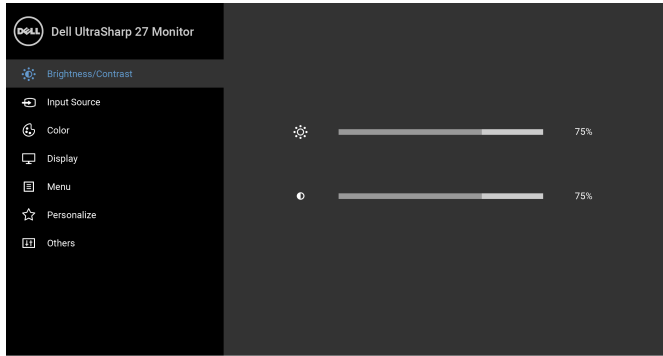 DELL
Dell UltraSharp 27 Monitor
Brightness/Contrast
Input Source
Color
Display
Menu
Personalize
Others
75%
75%